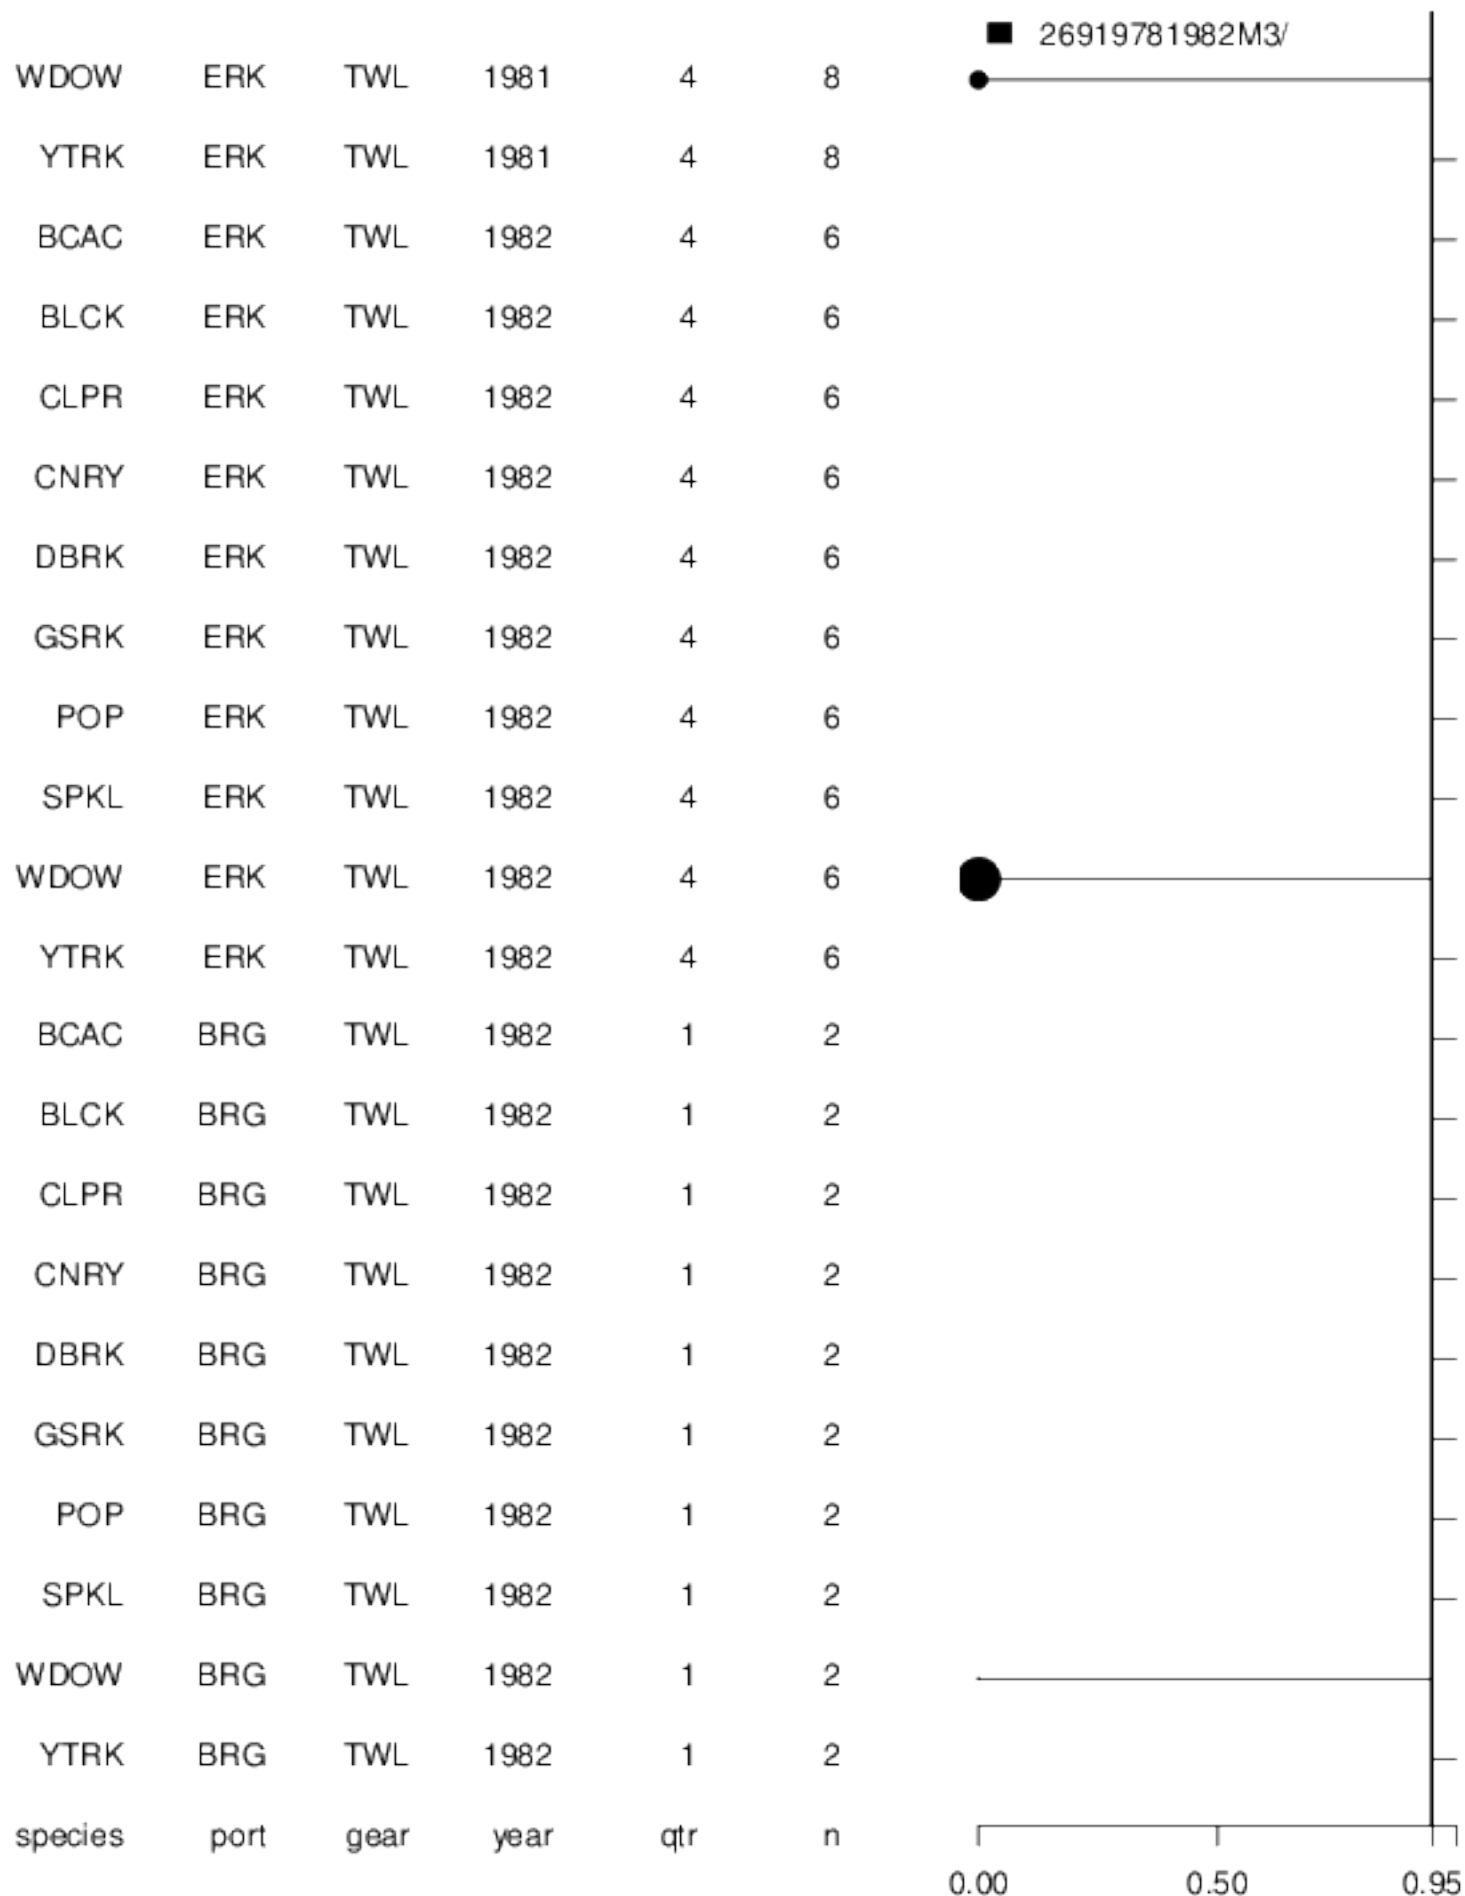 26919781982M3/
WDOW ERK TWL 1981 4 8
YTRK ERK TWL 1981 4 8
BCAC ERK TWL 1982 4 6
BLCK ERK TWL 1982 4 6
CLPR ERK TWL 1982 4 6
CNRY ERK TWL 1982 4 6
DBRK ERK TWL 1982 4 6
GSRK ERK TWL 1982 4 6
POP ERK TWL 1982 4 6
SPKL ERK TWL 1982 4 6
WDOW ERK TWL 1982 4 6
YTRK ERK TWL 1982 4 6
BCAC BRG TWL 1982 1 2
BLCK BRG TWL 1982 1 2
CLPR BRG TWL 1982 1 2
CNRY BRG TWL 1982 1 2
DBRK BRG TWL 1982 1 2
GSRK BRG TWL 1982 1 2
POP BRG TWL 1982 1 2
SPKL BRG TWL 1982 1 2
WDOW BRG TWL 1982 1 2
YTRK BRG TWL 1982 1 2
species port gear year qtr n
0.00 0.50 0.95